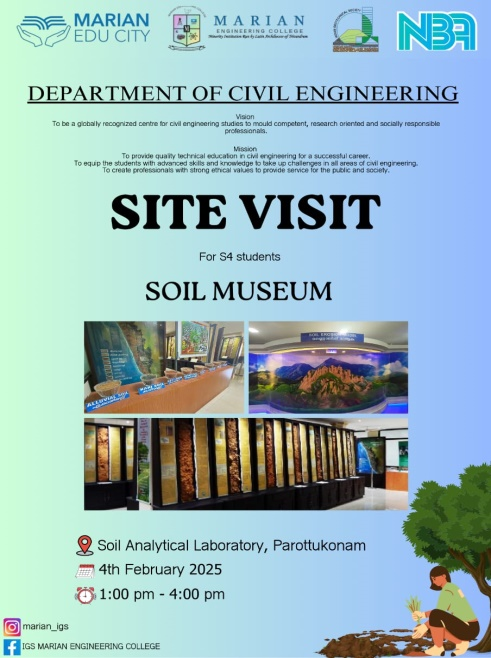 MARIAN
EDU CITY
MARIAN
ENGINEERING COLLEGE
NBA
DEPARTMENT OF CIVIL ENGINEERING
Vision
To be a globally recognized centre for civil engineering studies to mould competent, research oriented and socially responsible
professionals.
Mission
To provide quality technical education in civil engineering for a successful career.
To equip the students with advanced skills and knowledge to take up challenges in all areas of civil engineering.
To create professionals with strong ethical values to provide service for the public and society.
SITE VISIT
For S4 students
SOIL MUSEUM
ALLUVIAL SOIL
Soil Analytical Laboratory, Parottukonam
4th February 2025
1:00 pm - 4:00 pm
marian_igs
IGS MARIAN ENGINEERING COLLEGE